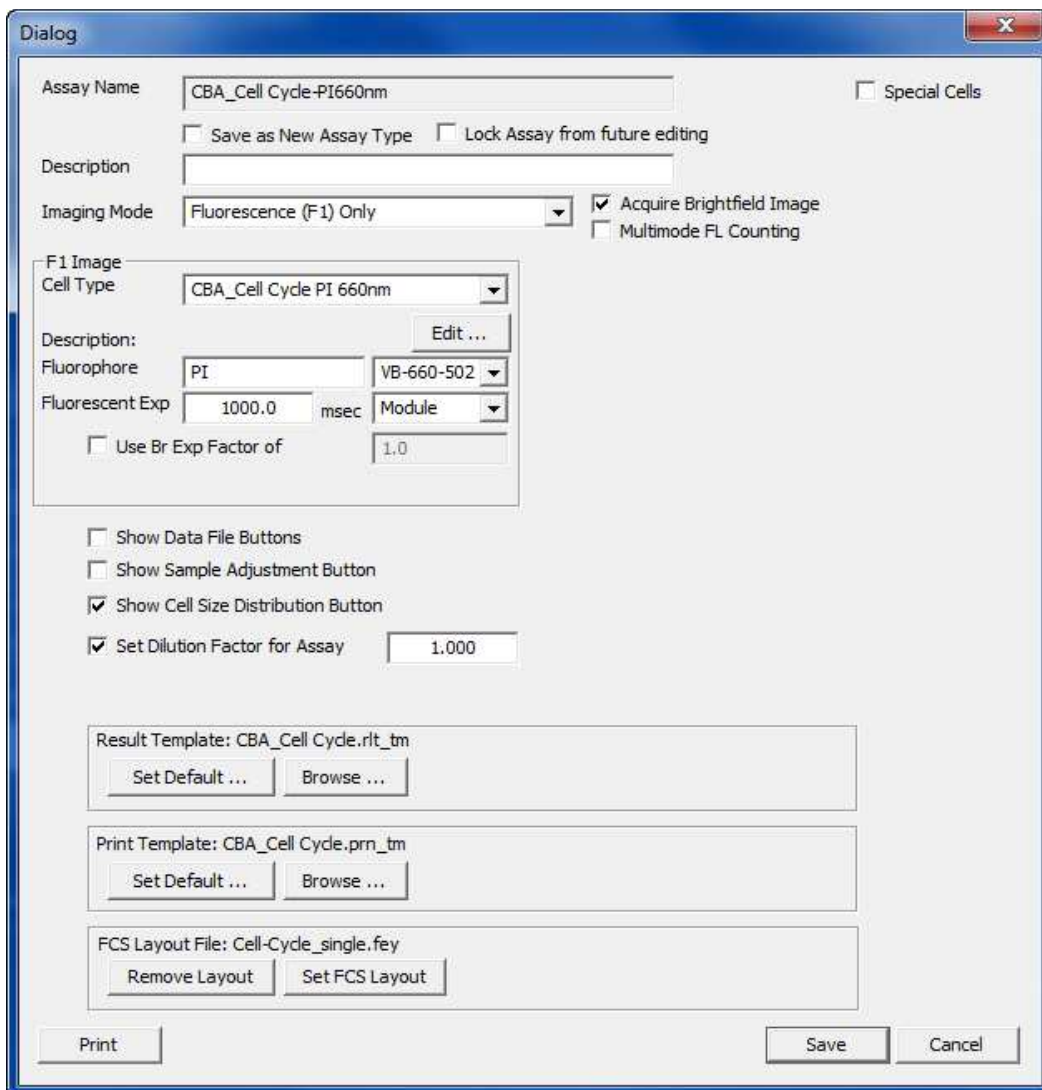 Dialog
Assay Name CBA_Cell Cycle-PI660nm Special Cells
Save as New Assay Type Lock Assay from future editing
Description
Imaging Mode Fluorescence (F1) Only Acquire Brightfield Image
Multimode FL Counting
F1 Image
Cell Type CBA_Cell Cycle PI 660nm
Edit ...
Description:
Fluorophore PI VB-660-502
Fluorescent Exp 1000.0 msec Module
Use Br Exp Factor of 1.0
Show Data File Buttons
Show Sample Adjustment Button
Show Cell Size Distribution Button
Set Dilution Factor for Assay 1.000
Result Template: CBA_Cell Cycle.rlt_tm
Set Default ... Browse ...
Print Template: CBA_Cell Cycle.prn_tm
Set Default ... Browse ...
FCS Layout File: Cell-Cycle_single.fey
Remove Layout Set FCS Layout
Print Save Cancel